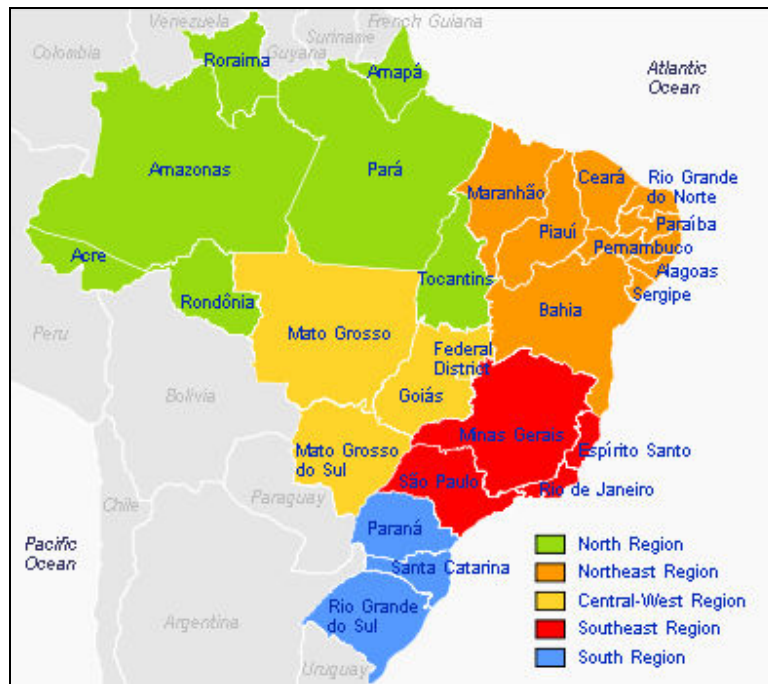 Venezuela
French Guiana
Suriname
Guyana
Colombia
Roraima
Amapá
Atlantic
Ocean
Amazonas
Pará
Maranhão
Ceará
Rio Grande
do Norte
Paraíba
Piauí
Pernambuco
Acre
Tocantins
Alagoas
Sergipe
Rondônia
Bahia
Peru
Mato Grosso
Federal
District
Bolivia
Goiás
Minas Gerais
Mato Grosso
do Sul
Espírito Santo
São Paulo
Rio de Janeiro
Paraguay
Chile
Paraná
Pacific
Ocean
Santa Catarina
Rio Grande
do Sul
Argentina
Uruguay
North Region
Northeast Region
Central-West Region
Southeast Region
South Region